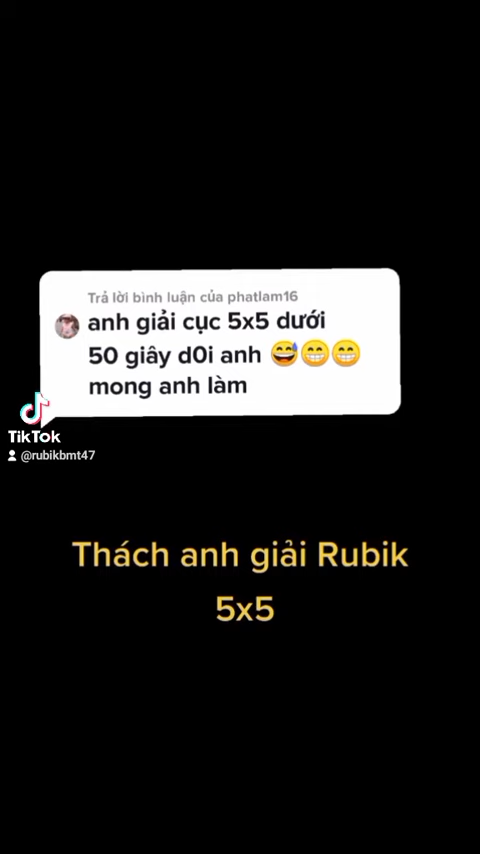 Trả lời bình luận của phatlam16
anh giải cục 5x5 dưới
50 giây d0i anh 😅😁😁
mong anh làm
TikTok
@rubikbmt47
Thách anh giải Rubik
5x5